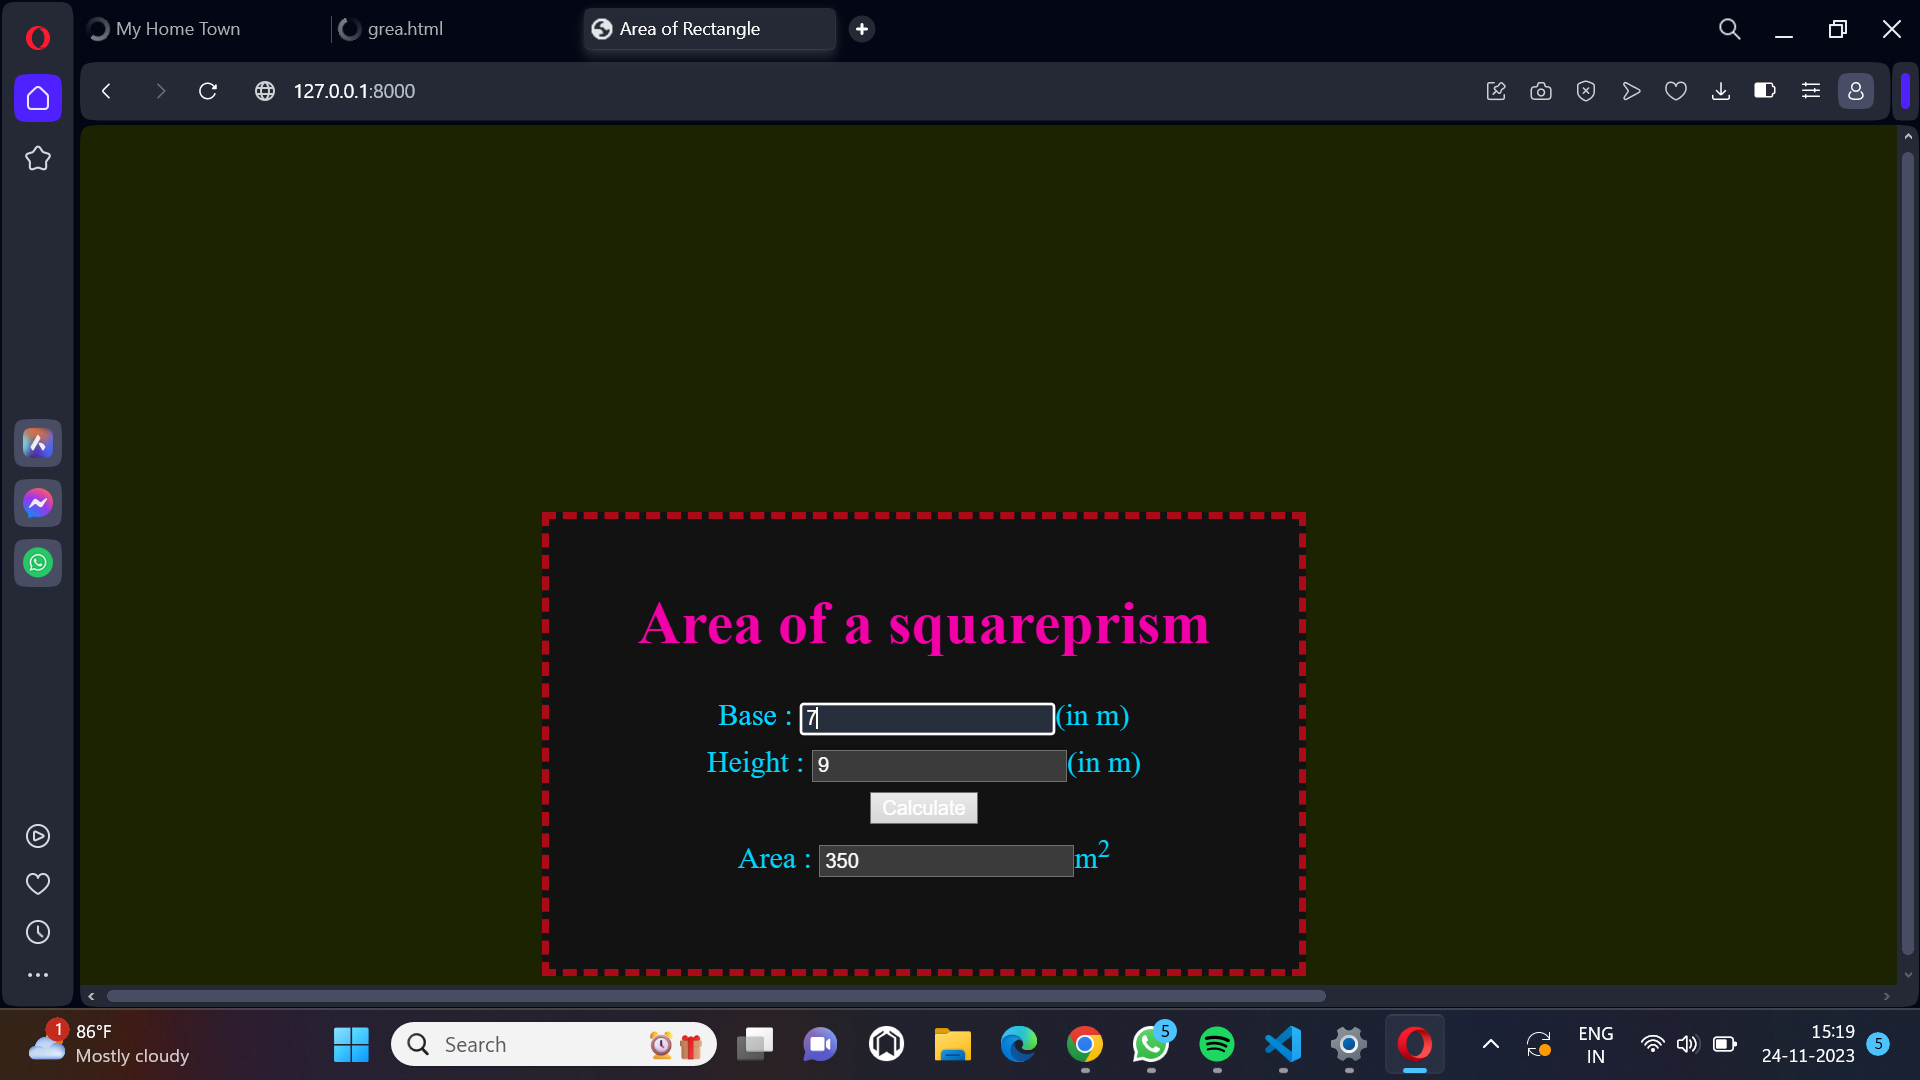 My Home Town
grea.html
Area of Rectangle
127.0.0.1:8000
Area of a squareprism
Base : 7 (in m)
Height : 9 (in m)
Calculate
Area : 350 m²
1
86°F
Mostly cloudy
Search
5
ENG
IN
15:19
24-11-2023
5